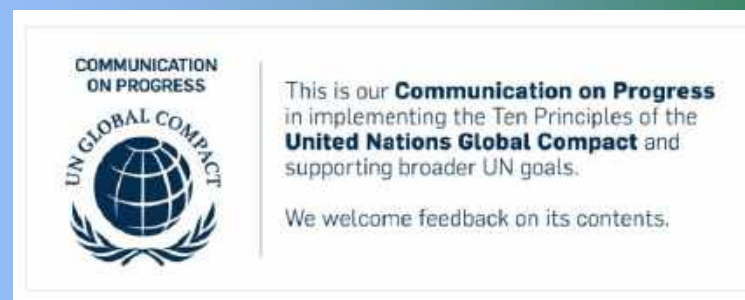 COMMUNICATION
ON PROGRESS
UN GLOBAL COMPACT
This is our Communication on Progress
in implementing the Ten Principles of the
United Nations Global Compact and
supporting broader UN goals.
We welcome feedback on its contents.